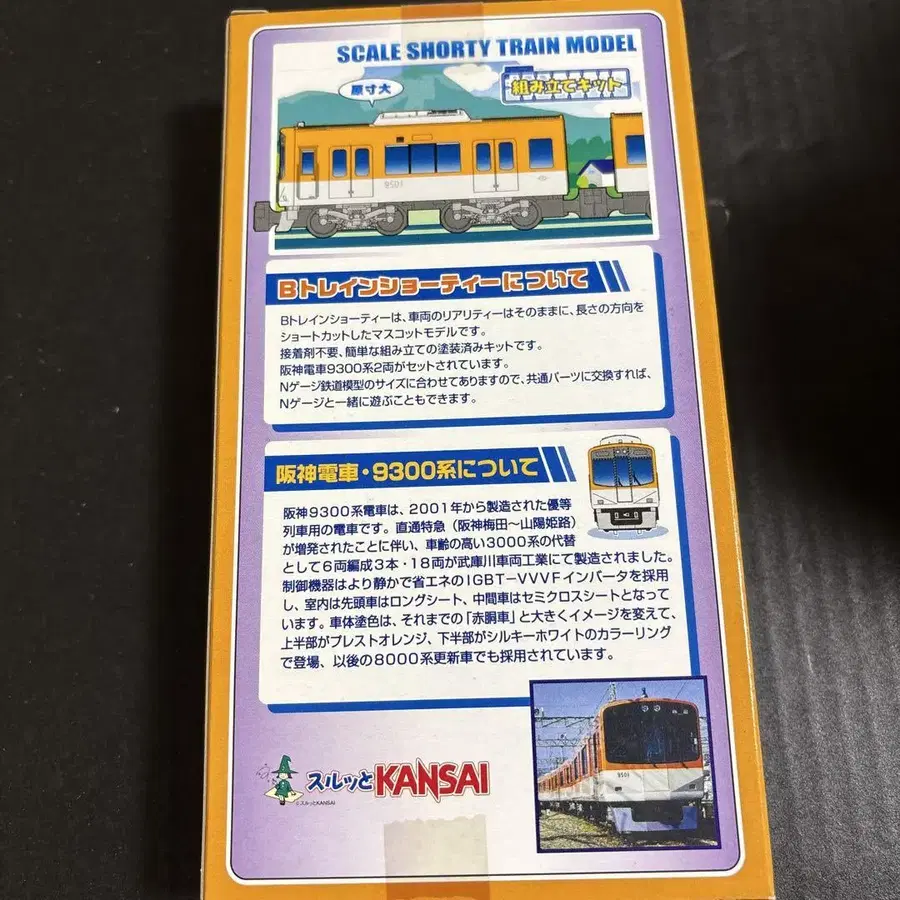 SCALE SHORTY TRAIN MODEL
原寸大
組み立てキット
9501
Bトレインショーティーについて
Bトレインショーティーは、車両のリアリティーはそのままに、長さの方向を
ショートカットしたマスコットモデルです。
接着剤不要、簡単な組み立ての塗装済みキットです。
阪神電車9300系2両がセットされています。
Nゲージ鉄道模型のサイズに合わせてありますので、共通パーツに交換すれば、
Nゲージと一緒に遊ぶこともできます。
阪神電車・9300系について
阪神9300系電車は、2001年から製造された優等
列車用の電車です。直通特急（阪神梅田〜山陽姫路）
が増発されたことに伴い、車齢の高い3000系の代替
として6両編成3本・18両が武庫川車両工業にて製造されました。
制御機器はより静かで省エネのIGBT−VVVFインバータを採用
し、室内は先頭車はロングシート、中間車はセミクロスシートとなって
います。車体塗色は、それまでの「赤胴車」と大きくイメージを変えて、
上半部がプレストオレンジ、下半部がシルキーホワイトのカラーリング
で登場、以後の8000系更新車でも採用されています。
スルッとKANSAI
©スルッとKANSAI